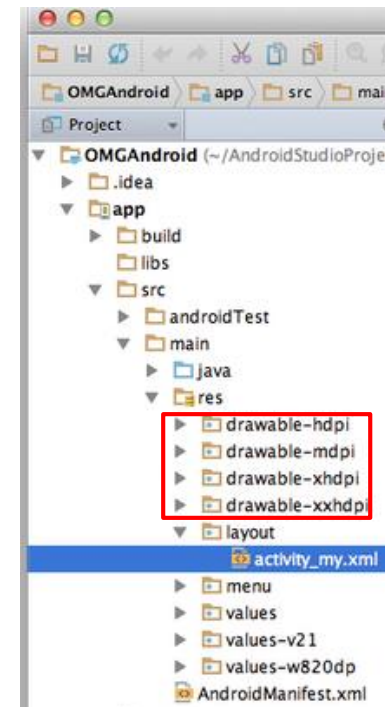 OMGAndroid app src mai
Project
OMGAndroid (~/AndroidStudioProje
.idea
app
build
libs
src
androidTest
main
java
res
drawable-hdpi
drawable-mdpi
drawable-xhdpi
drawable-xxhdpi
layout
activity_my.xml
menu
values
values-v21
values-w820dp
AndroidManifest.xml